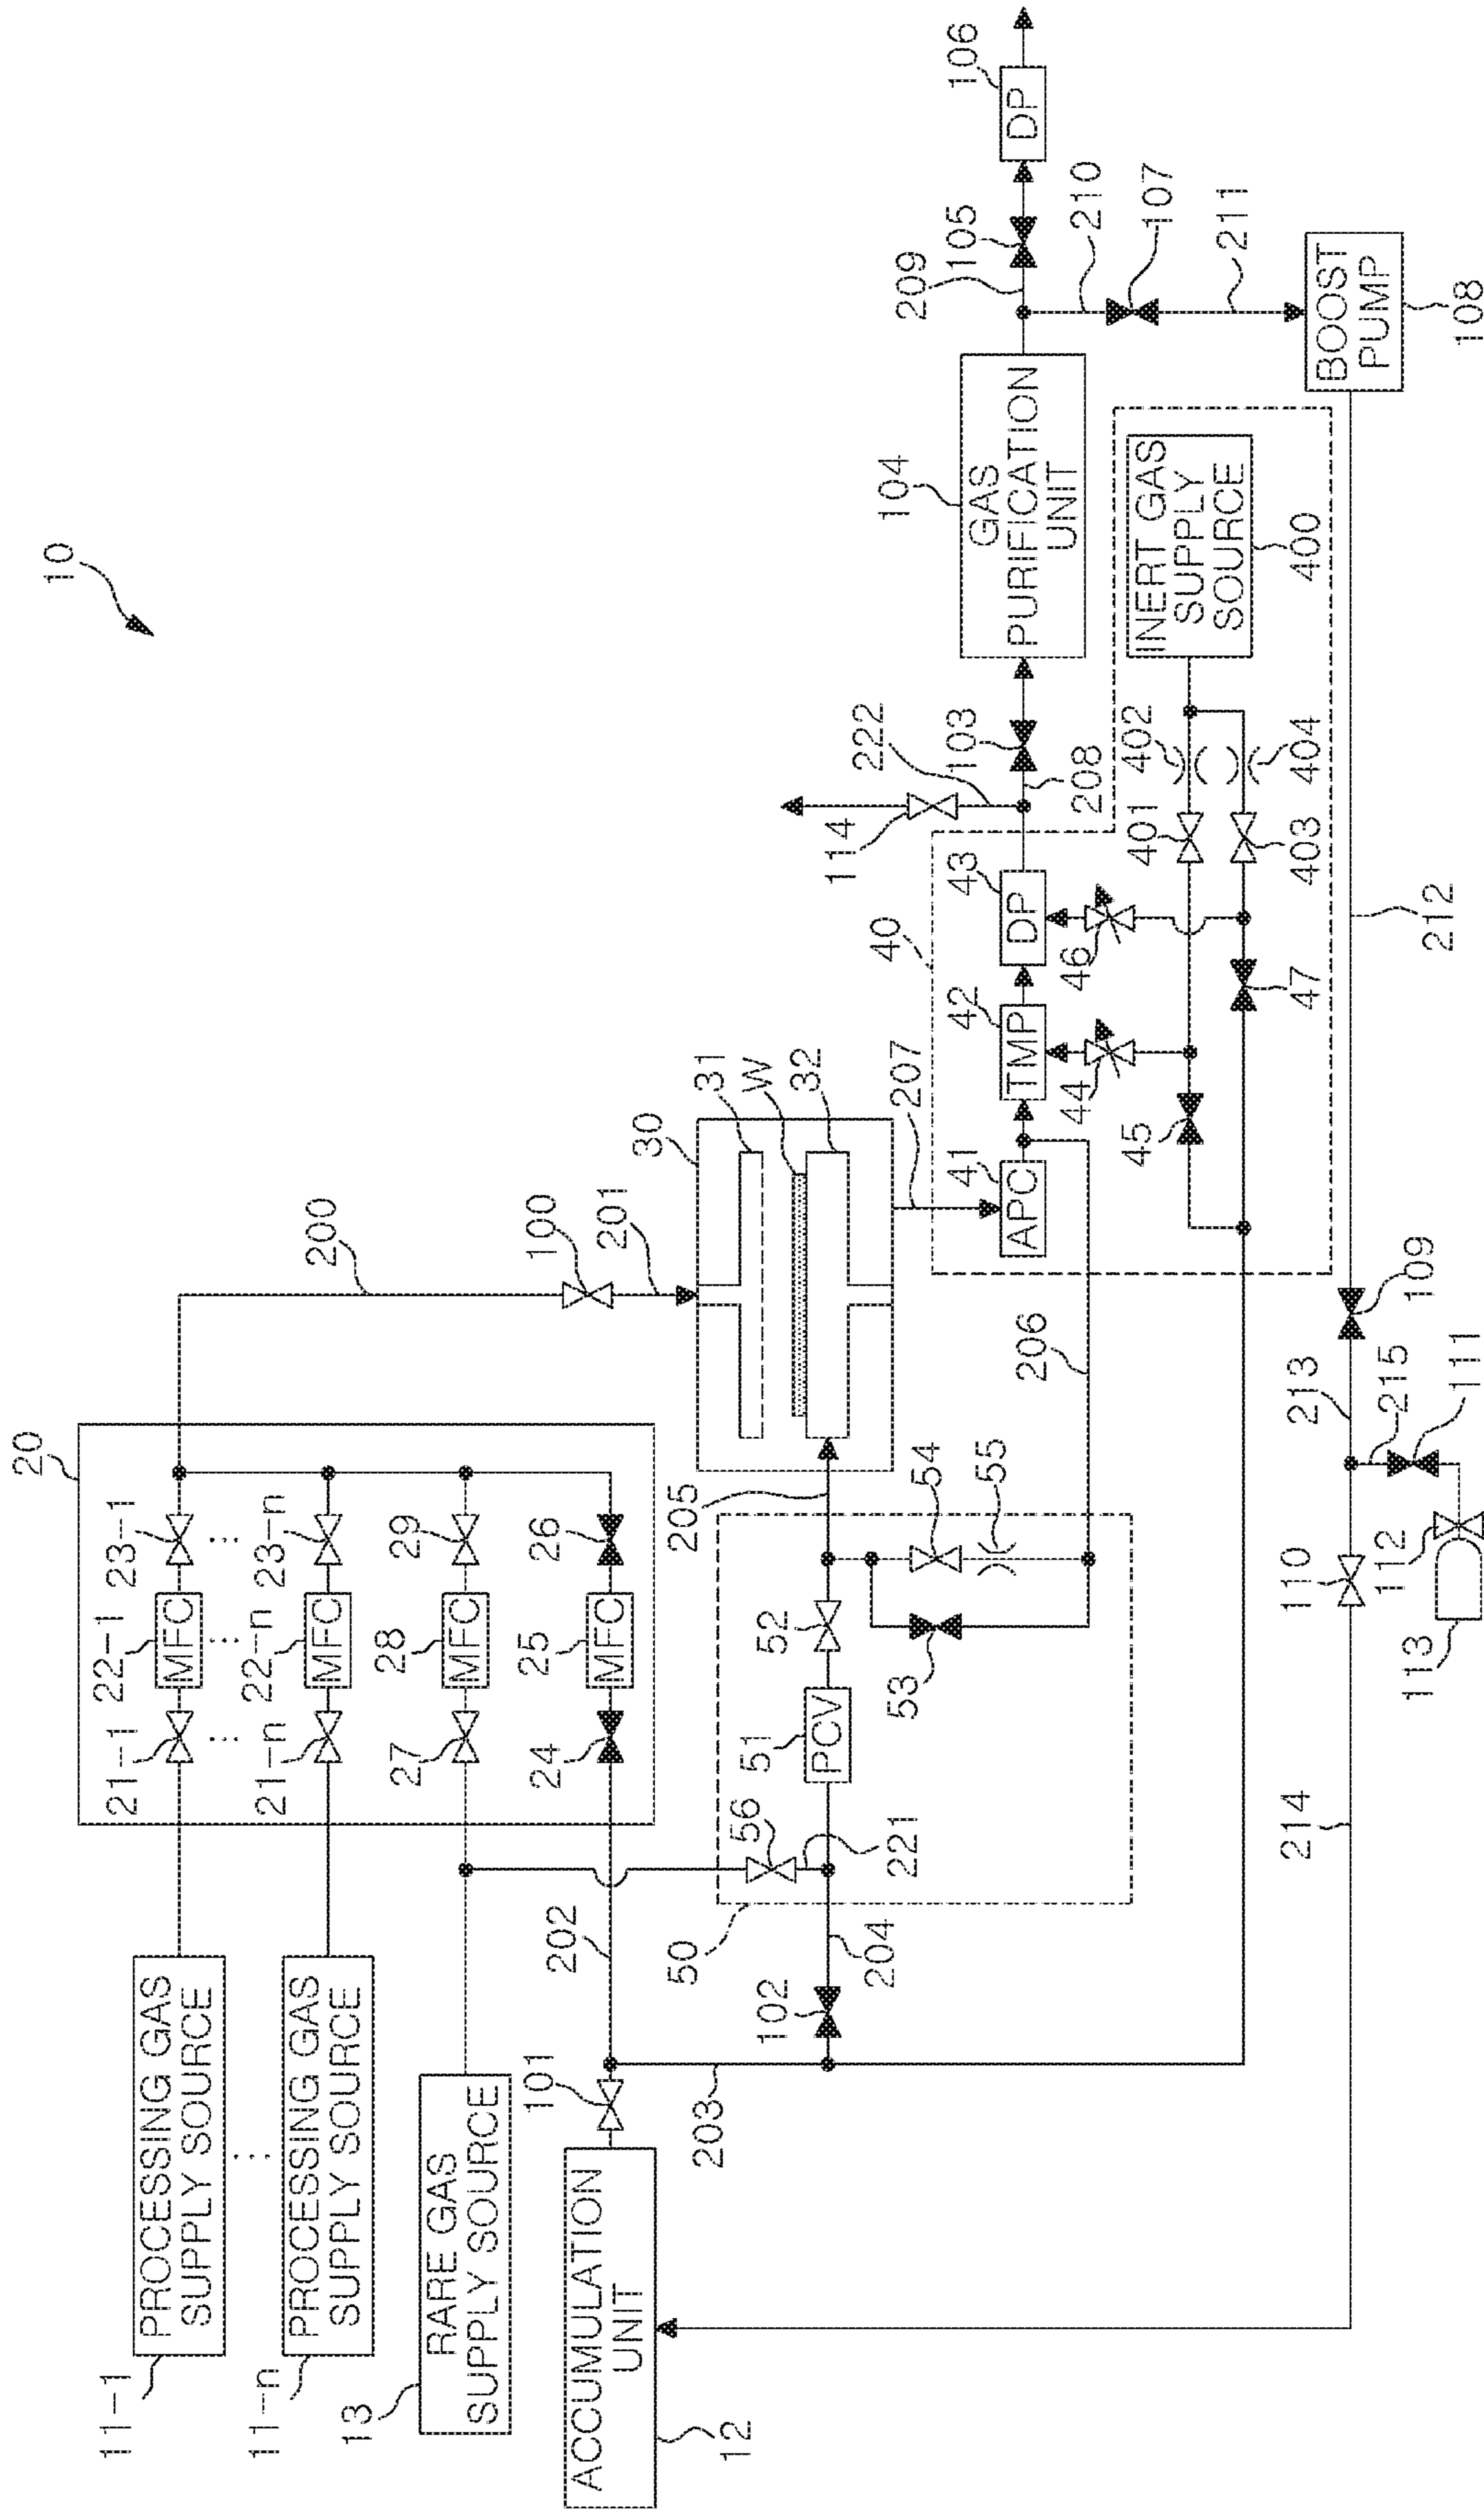 10
20
21-1
22-1
MFC
23-1
21-n
22-n
MFC
23-n
27
28
MFC
29
24
25
MFC
26
200
100
201
11-1
PROCESSING GAS
SUPPLY SOURCE
11-n
PROCESSING GAS
SUPPLY SOURCE
13
RARE GAS
SUPPLY SOURCE
12
ACCUMULATION
UNIT
101
202
203
102
204
50
56
221
51
PCV
52
53
54
55
205
206
30
31
W
32
207
40
41
APC
42
TMP
43
DP
44
45
46
47
114
222
208
103
104
GAS
PURIFICATION
UNIT
209
105
106
DP
210
107
211
BOOST
PUMP
108
INERT GAS
SUPPLY
SOURCE
400
401
402
403
404
212
109
213
215
111
110
112
113
214